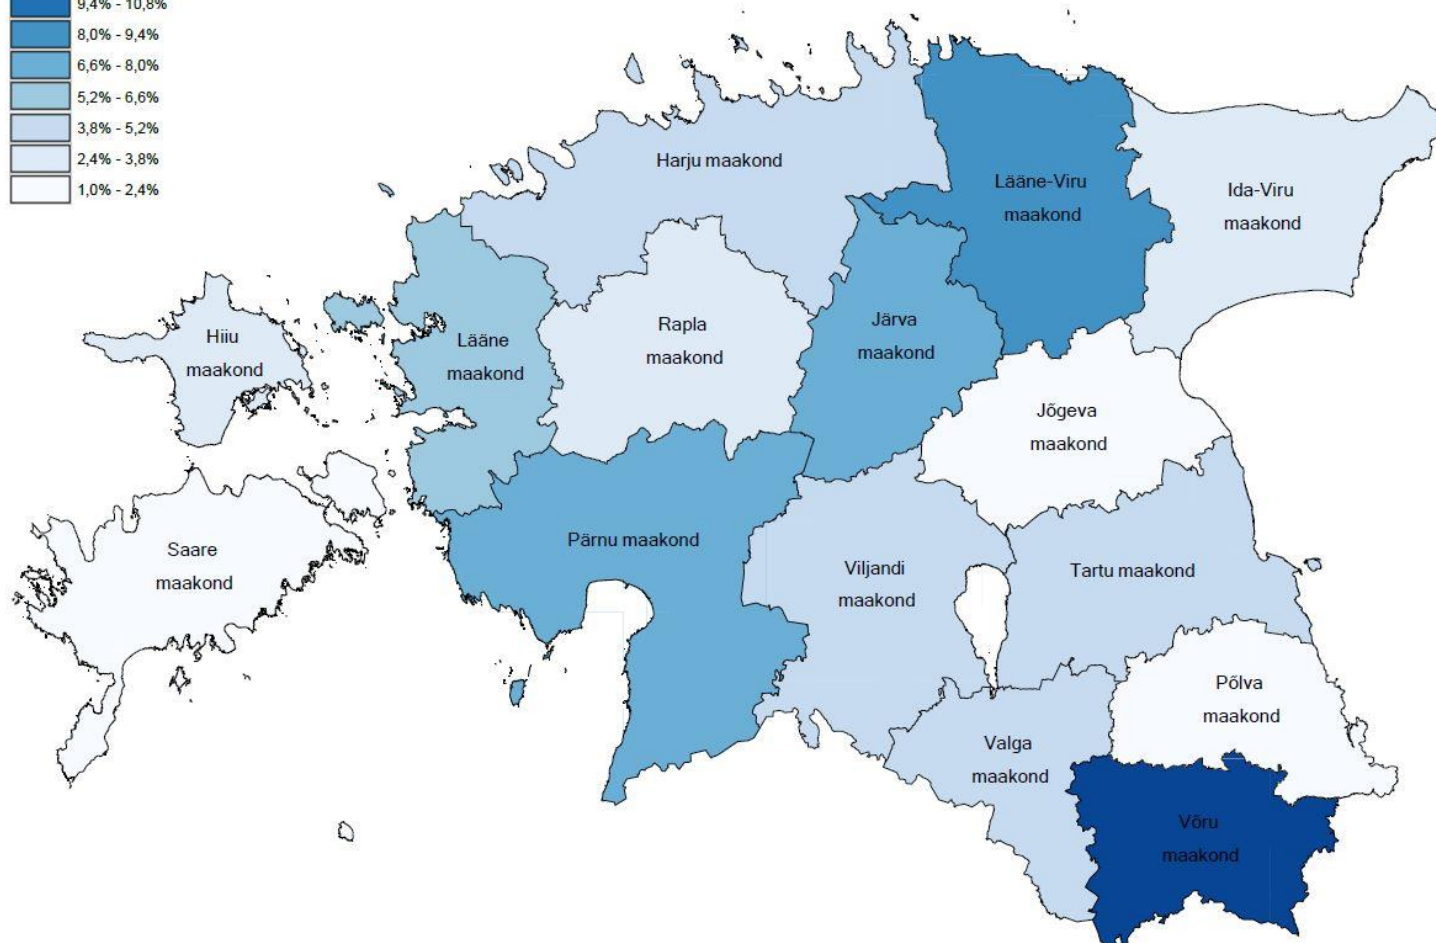 9,4% - 10,8%
8,0% - 9,4%
6,6% - 8,0%
5,2% - 6,6%
3,8% - 5,2%
2,4% - 3,8%
1,0% - 2,4%
Harju maakond
Lääne-Viru
maakond
Ida-Viru
maakond
Hiiu
maakond
Lääne
maakond
Rapla
maakond
Järva
maakond
Jõgeva
maakond
Saare
maakond
Pärnu maakond
Viljandi
maakond
Tartu maakond
Põlva
maakond
Valga
maakond
Võru
maakond